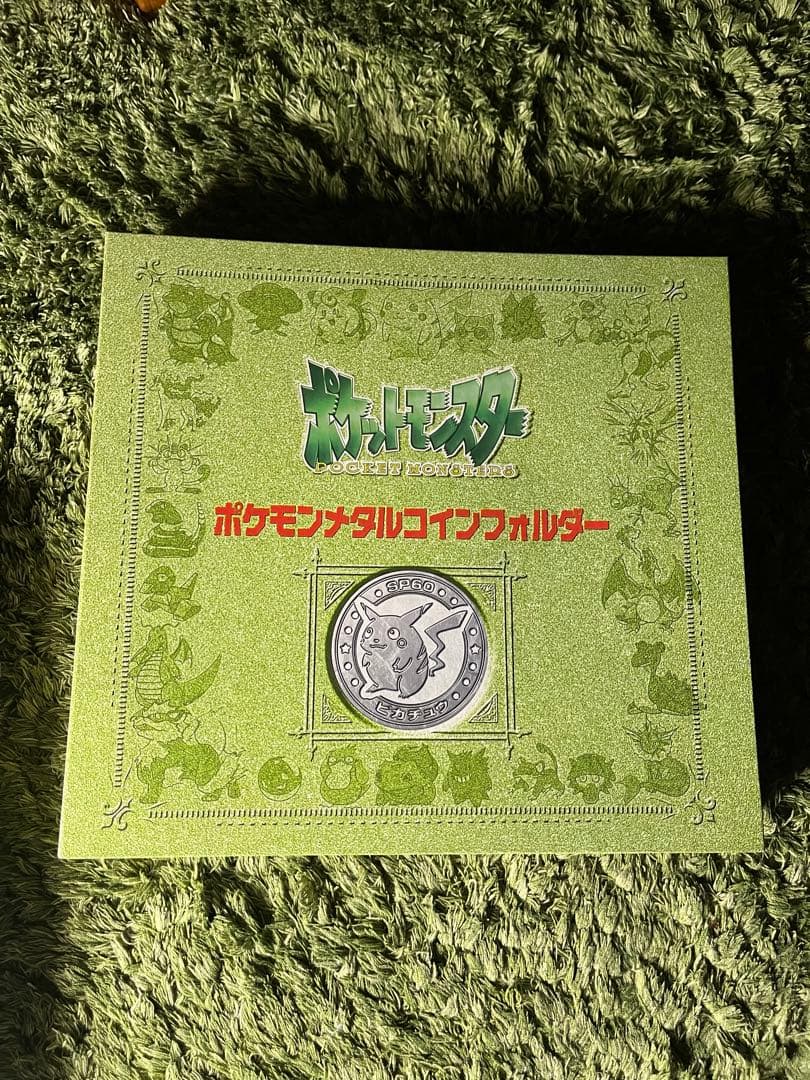 ポケットモンスター
POCKET MONSTERS
ポケモンメタルコインフォルダー
SP60
ピカチュウ